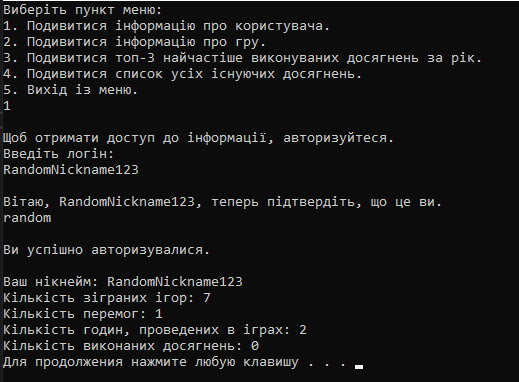 Виберіть пункт меню:
1. Подивитися інформацію про користувача.
2. Подивитися інформацію про гру.
3. Подивитися топ-3 найчастіше виконуваних досягнень за рік.
4. Подивитися список усіх існуючих досягнень.
5. Вихід із меню.
1
Щоб отримати доступ до інформації, авторизуйтеся.
Введіть логін:
RandomNickname123
Вітаю, RandomNickname123, теперь підтвердіть, що це ви.
random
Ви успішно авторизувалися.
Ваш нікнейм: RandomNickname123
Кількість зіграних ігор: 7
Кількість перемог: 1
Кількість годин, проведених в іграх: 2
Кількість виконаних досягнень: 0
Для продолжения нажмите любую клавишу . . .